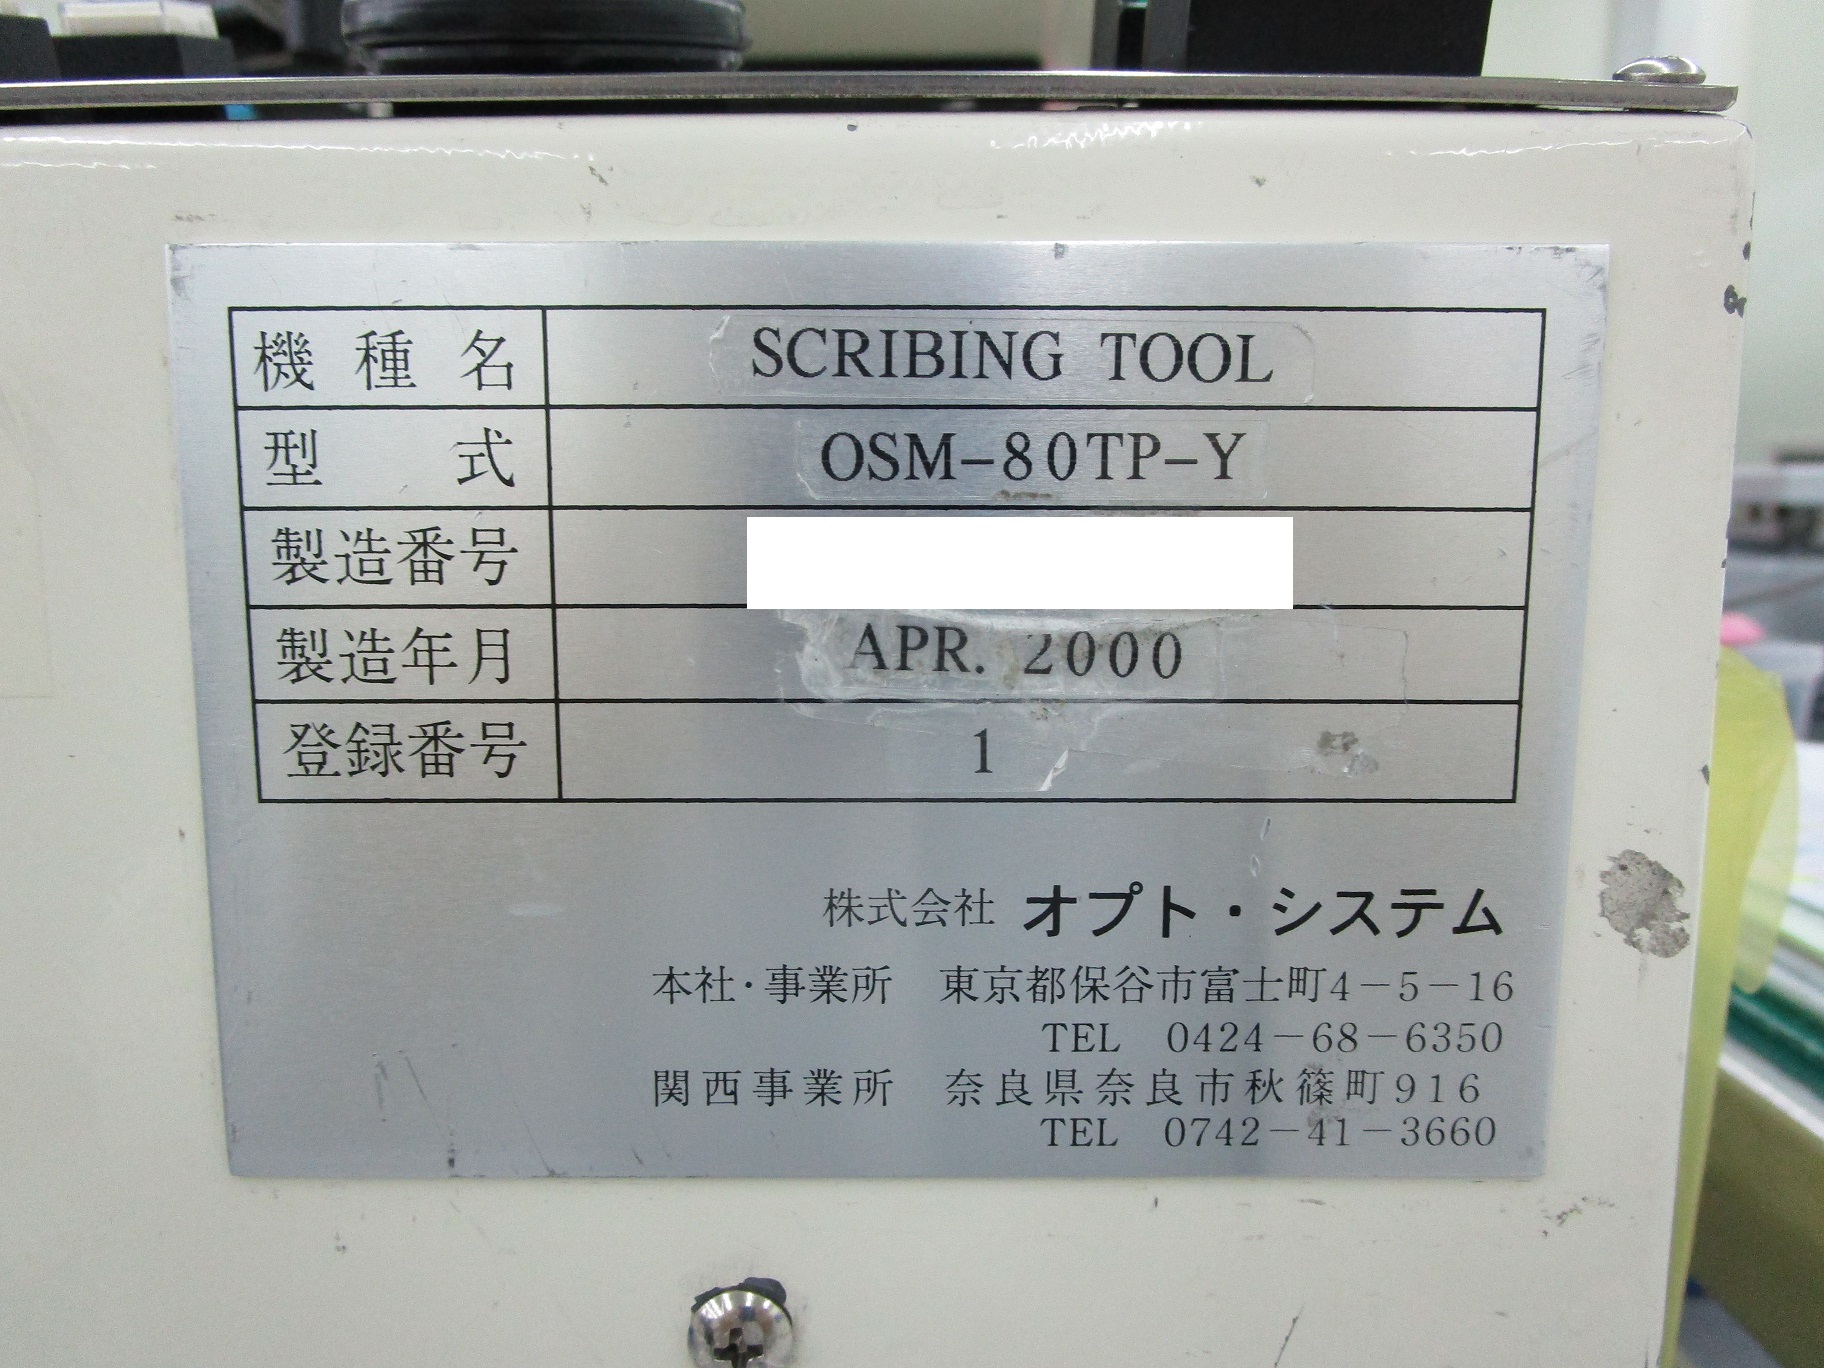 機種名 SCRIBING TOOL
型式 OSM-80TP-Y
製造番号
製造年月 APR. 2000
登録番号 1
株式会社 オプト・システム
本社・事業所 東京都保谷市富士町4-5-16
TEL 0424-68-6350
関西事業所 奈良県奈良市秋篠町916
TEL 0742-41-3660